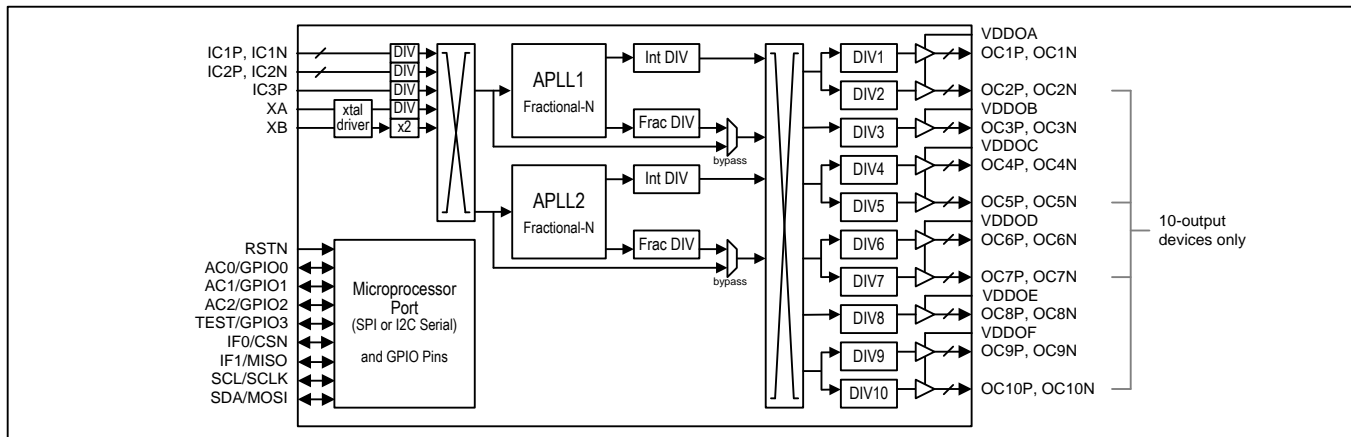 IC1P, IC1N
IC2P, IC2N
IC3P
XA
XB
xtal
driver
DIV
DIV
DIV
DIV
x2
APLL1
Fractional-N
Int DIV
Frac DIV
bypass
APLL2
Fractional-N
Int DIV
Frac DIV
bypass
RSTN
AC0/GPIO0
AC1/GPIO1
AC2/GPIO2
TEST/GPIO3
IF0/CSN
IF1/MISO
SCL/SCLK
SDA/MOSI
Microprocessor
Port
(SPI or I2C Serial)
and GPIO Pins
DIV1
DIV2
DIV3
DIV4
DIV5
DIV6
DIV7
DIV8
DIV9
DIV10
VDDOA
OC1P, OC1N
OC2P, OC2N
VDDOB
OC3P, OC3N
VDDOC
OC4P, OC4N
OC5P, OC5N
VDDOD
OC6P, OC6N
OC7P, OC7N
VDDOE
OC8P, OC8N
VDDOF
OC9P, OC9N
OC10P, OC10N
10-output
devices only